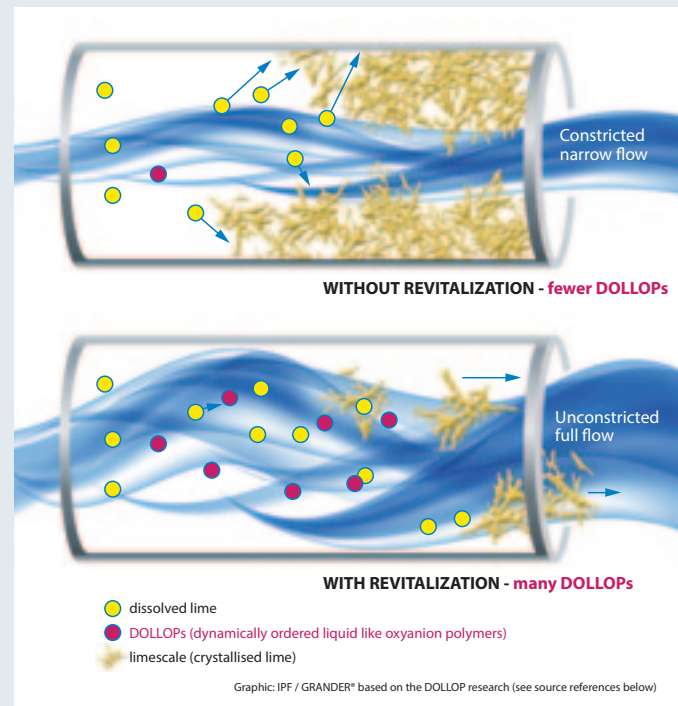 Constricted
narrow flow
WITHOUT REVITALIZATION - fewer DOLLOPs
Unconstricted
full flow
WITH REVITALIZATION - many DOLLOPs
dissolved lime
DOLLOPs (dynamically ordered liquid like oxyanion polymers)
limescale (crystallised lime)
Graphic: IPF / GRANDER® based on the DOLLOP research (see source references below)